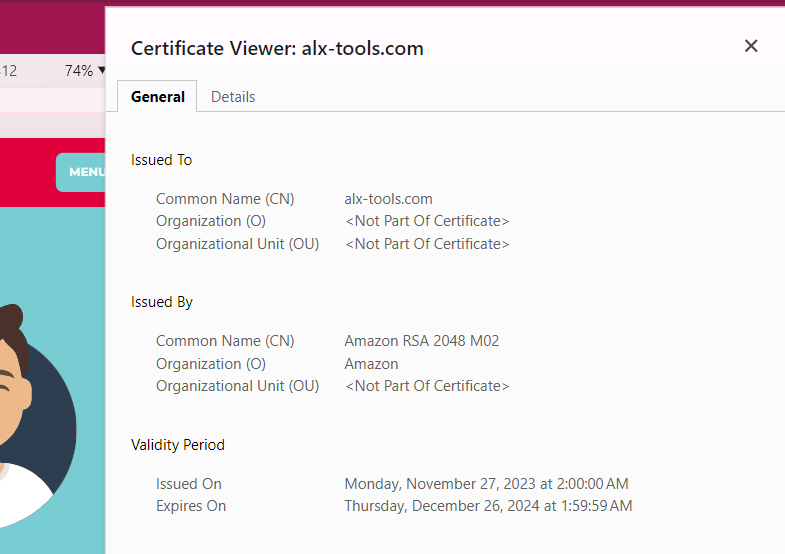 Certificate Viewer: alx-tools.com ✕
12 74% ▼
General Details
MENU
Issued To
Common Name (CN) alx-tools.com
Organization (O) <Not Part Of Certificate>
Organizational Unit (OU) <Not Part Of Certificate>
Issued By
Common Name (CN) Amazon RSA 2048 M02
Organization (O) Amazon
Organizational Unit (OU) <Not Part Of Certificate>
Validity Period
Issued On Monday, November 27, 2023 at 2:00:00 AM
Expires On Thursday, December 26, 2024 at 1:59:59 AM